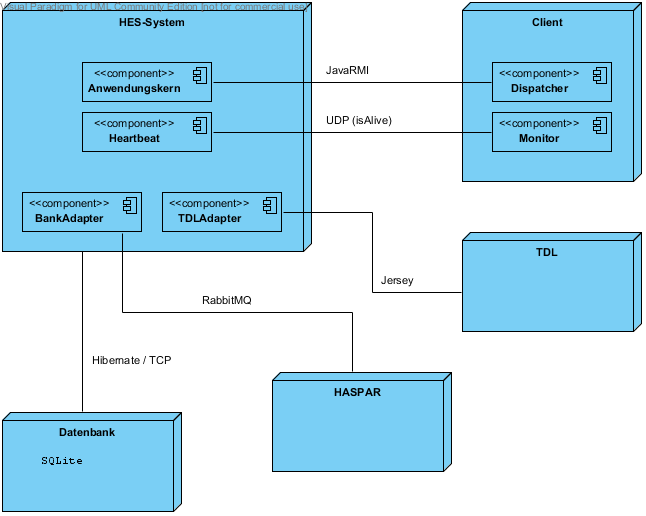 Visual Paradigm for UML Community Edition [not for commercial use]
HES-System
Client
<<component>>
Anwendungskern
JavaRMI
<<component>>
Dispatcher
<<component>>
Heartbeat
UDP (isAlive)
<<component>>
Monitor
<<component>>
BankAdapter
<<component>>
TDLAdapter
TDL
Jersey
RabbitMQ
Hibernate / TCP
HASPAR
Datenbank
SQLite